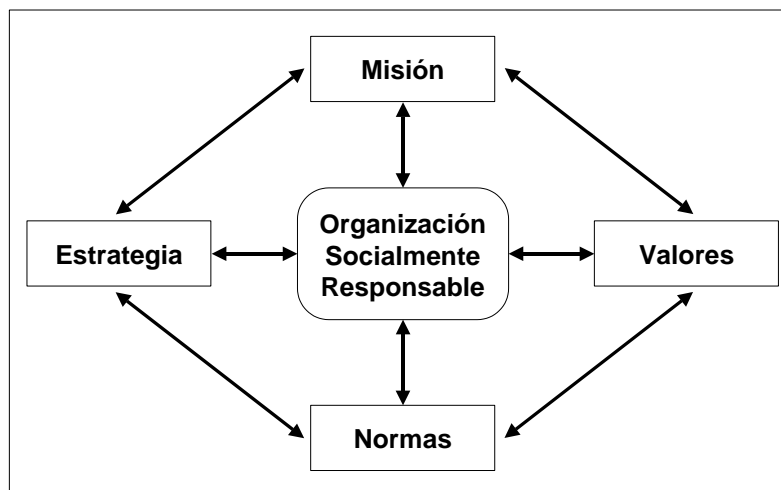 Misión
Estrategia
Organización
Socialmente
Responsable
Valores
Normas